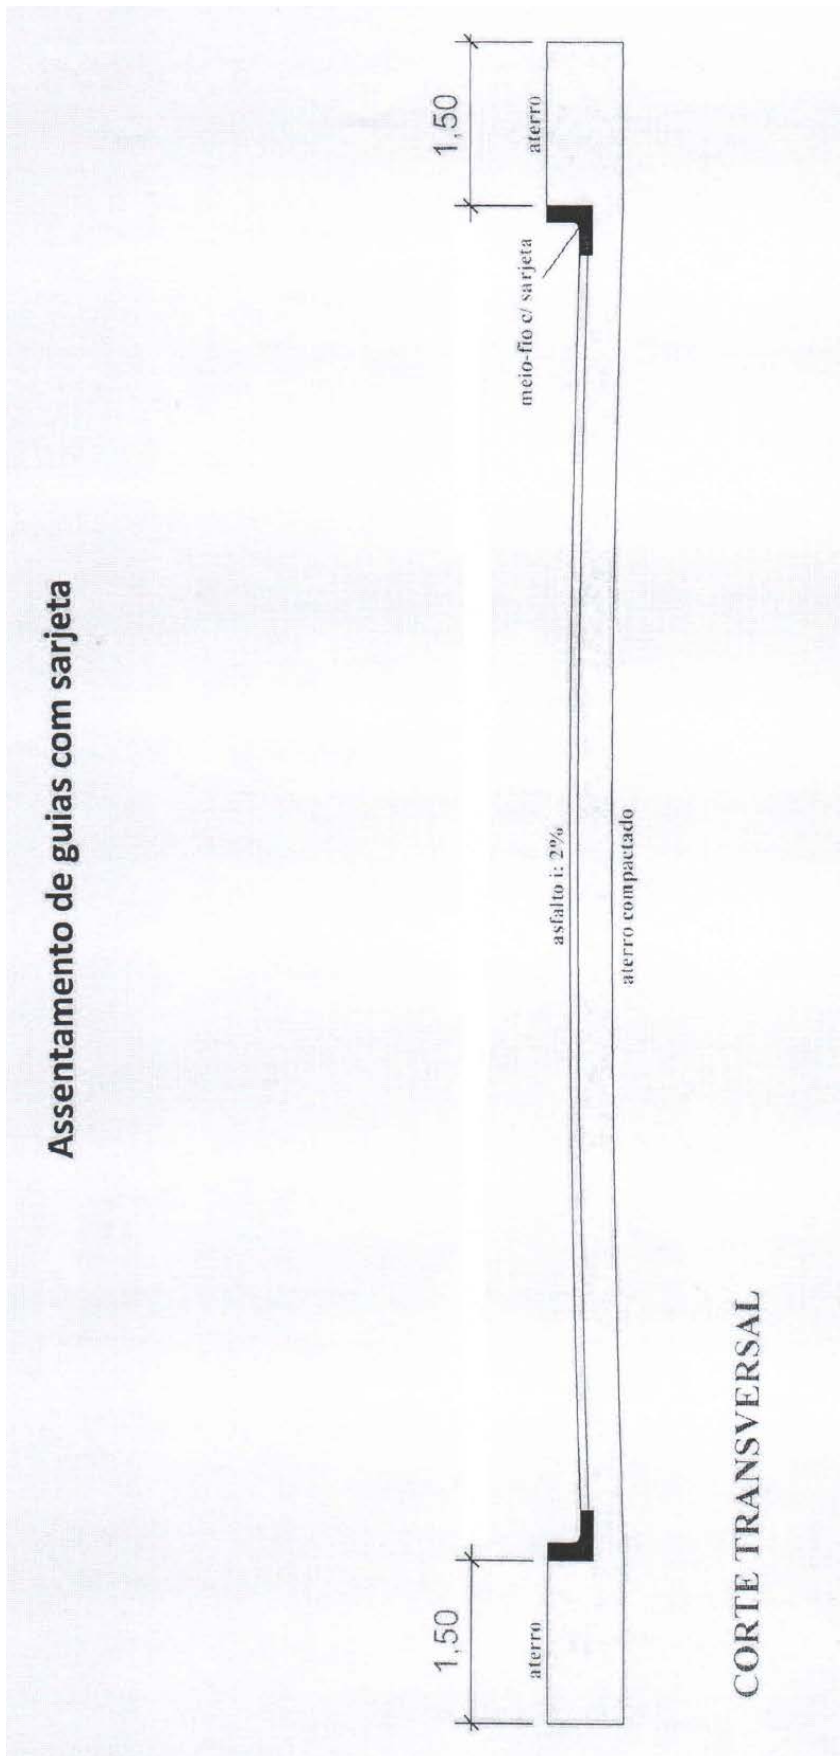 Assentamento de guias com sarjeta
1,50
1,50
aterro
aterro
meio-fio c/ sarjeta
asfalto i: 2%
aterro compactado
CORTE TRANSVERSAL